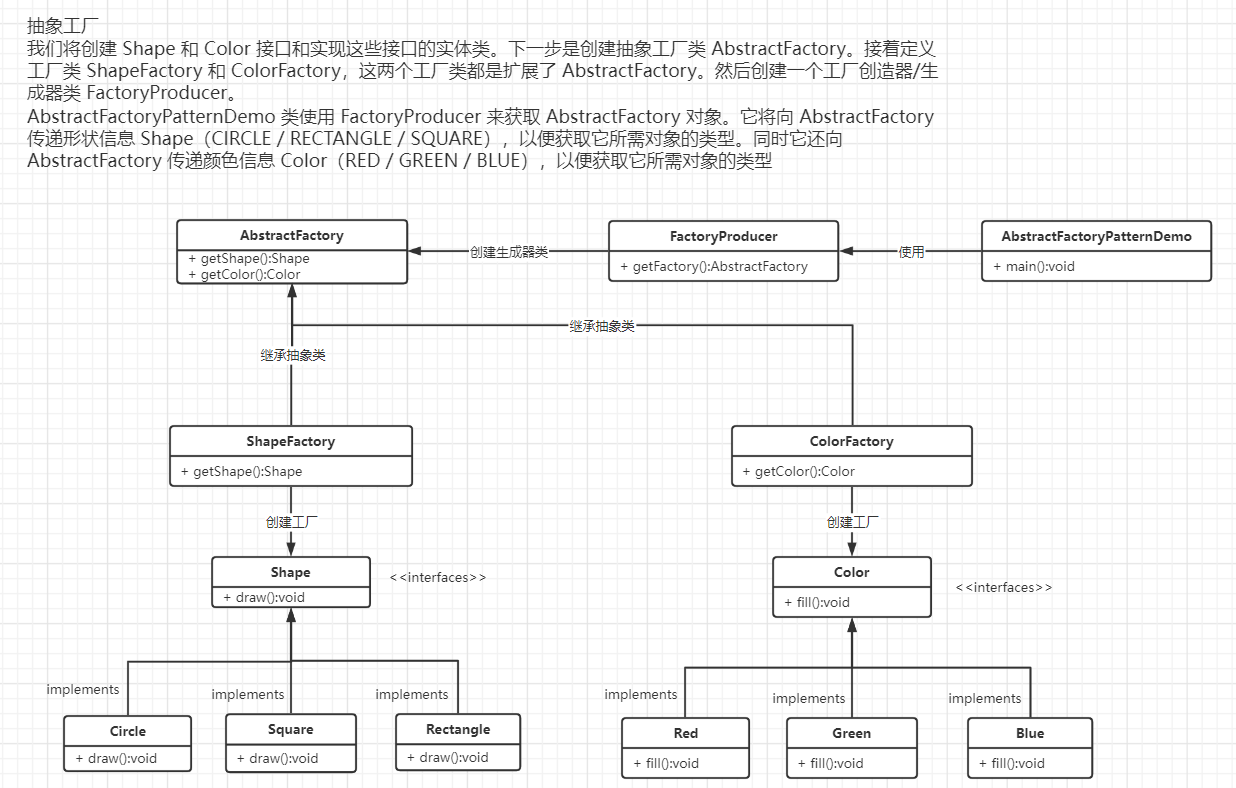 抽象工厂
我们将创建 Shape 和 Color 接口和实现这些接口的实体类。下一步是创建抽象工厂类 AbstractFactory。接着定义
工厂类 ShapeFactory 和 ColorFactory，这两个工厂类都是扩展了 AbstractFactory。然后创建一个工厂创造器/生
成器类 FactoryProducer。
AbstractFactoryPatternDemo 类使用 FactoryProducer 来获取 AbstractFactory 对象。它将向 AbstractFactory
传递形状信息 Shape（CIRCLE / RECTANGLE / SQUARE），以便获取它所需对象的类型。同时它还向
AbstractFactory 传递颜色信息 Color（RED / GREEN / BLUE），以便获取它所需对象的类型
AbstractFactory
+ getShape():Shape
+ getColor():Color
创建生成器类
FactoryProducer
+ getFactory():AbstractFactory
使用
AbstractFactoryPatternDemo
+ main():void
继承抽象类
继承抽象类
ShapeFactory
+ getShape():Shape
ColorFactory
+ getColor():Color
创建工厂
创建工厂
Shape
+ draw():void
<<interfaces>>
Color
+ fill():void
<<interfaces>>
implements
implements
implements
implements
implements
implements
Circle
+ draw():void
Square
+ draw():void
Rectangle
+ draw():void
Red
+ fill():void
Green
+ fill():void
Blue
+ fill():void